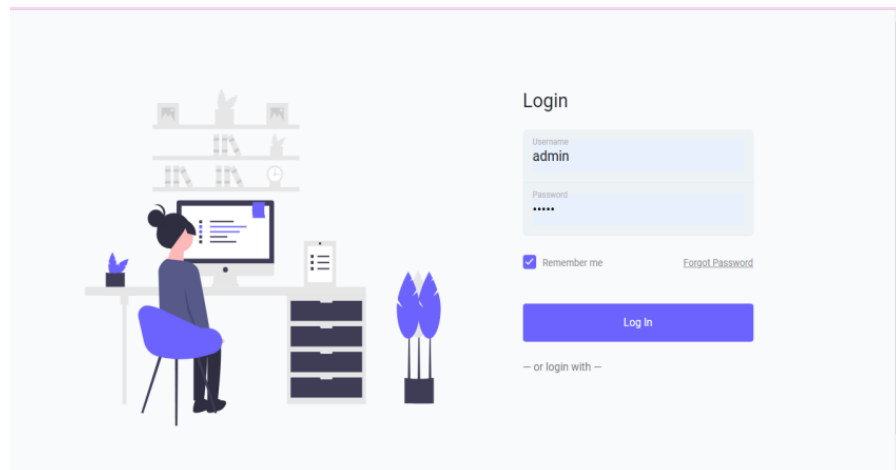 Login
Username
admin
Password
•••••
Remember me
Forgot Password
Log In
— or login with —